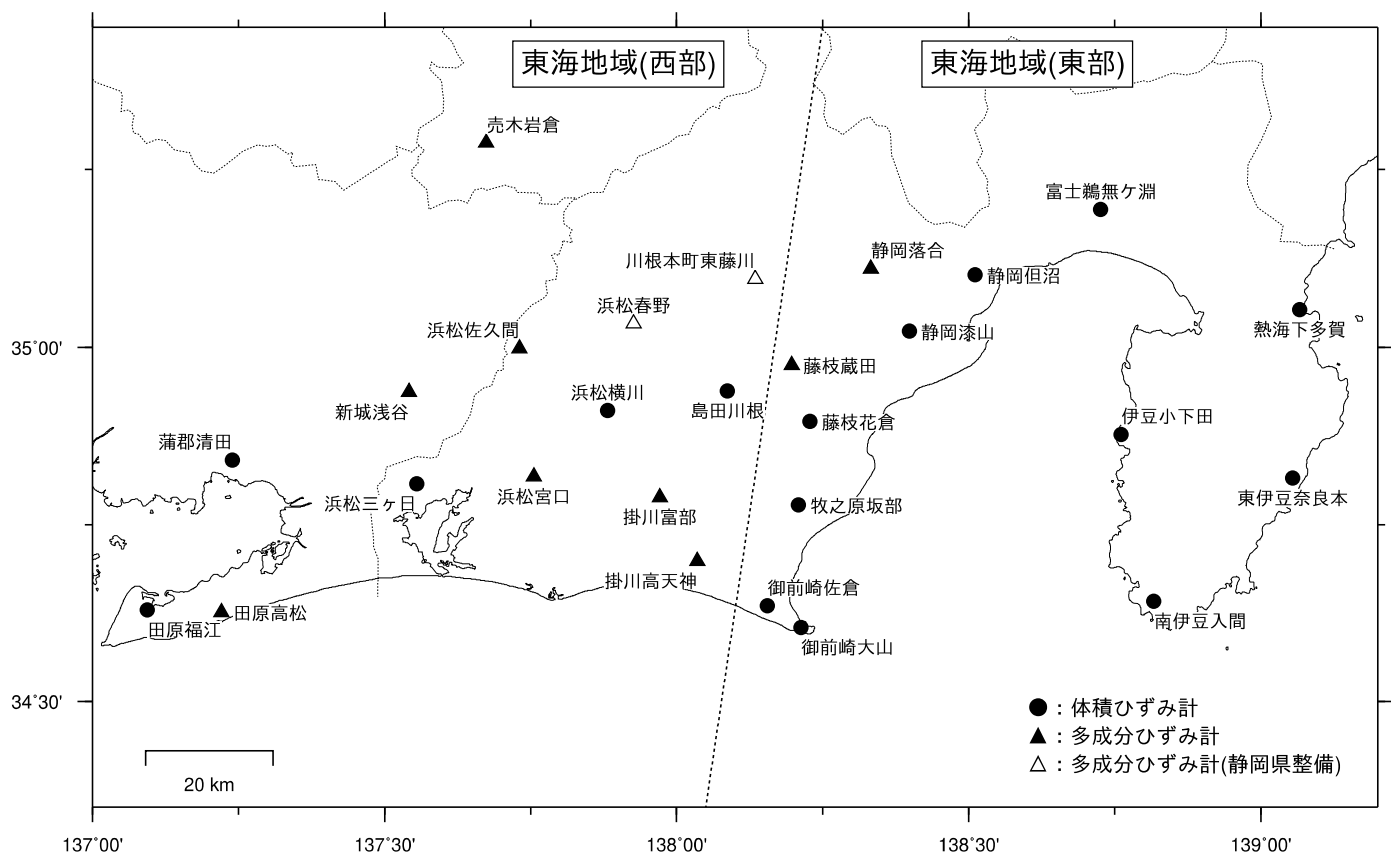 東海地域(西部)
東海地域(東部)
売木岩倉
富士鵜無ケ淵
静岡落合
川根本町東藤川
静岡但沼
浜松春野
浜松佐久間
静岡漆山
熱海下多賀
35°00'
藤枝蔵田
浜松横川
新城浅谷
島田川根
藤枝花倉
伊豆小下田
蒲郡清田
浜松三ヶ日
浜松宮口
東伊豆奈良本
牧之原坂部
掛川富部
掛川高天神
御前崎佐倉
田原高松
田原福江
南伊豆入間
御前崎大山
34°30'
：体積ひずみ計
：多成分ひずみ計
：多成分ひずみ計(静岡県整備)
20 km
137°00'
137°30'
138°00'
138°30'
139°00'